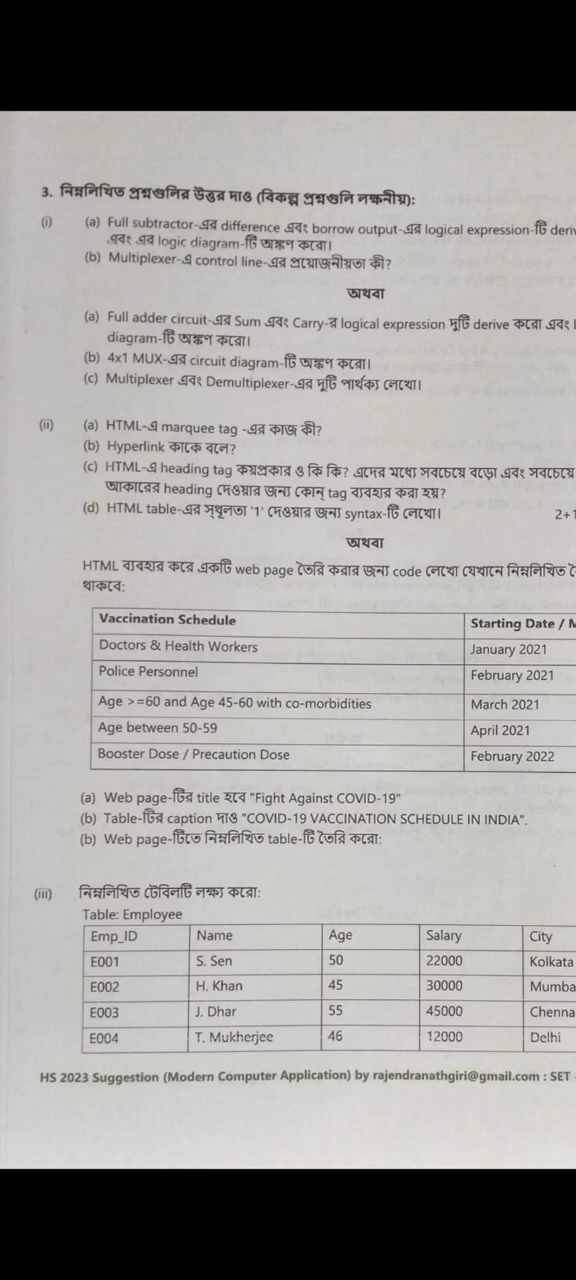 3. নিম্নলিখিত প্রশ্নগুলির উত্তর দাও (বিকল্প প্রশ্নগুলি লক্ষনীয়):
(i) (a) Full subtractor-এর difference এবং borrow output-এর logical expression-টি
এবং এর logic diagram-টি অঙ্কণ করো।
(b) Multiplexer-এ control line-এর প্রয়োজনীয়তা কী?
অথবা
(a) Full adder circuit-এর Sum এবং Carry-র logical expression দুটি derive করো এবং
diagram-টি অঙ্কণ করো।
(b) 4x1 MUX-এর circuit diagram-টি অঙ্কণ করো।
(c) Multiplexer এবং Demultiplexer-এর দুটি পার্থক্য লেখো।
(ii) (a) HTML-এ marquee tag -এর কাজ কী?
(b) Hyperlink কাকে বলে?
(c) HTML-এ heading tag কয়প্রকার ও কি কি? এদের মধ্যে সবচেয়ে বড়ো এবং সবচেয়ে
আকারের heading দেওয়ার জন্য কোন্ tag ব্যবহার করা হয়?
(d) HTML table-এর স্থূলতা '1' দেওয়ার জন্য syntax-টি লেখো। 2+1
অথবা
HTML ব্যবহার করে একটি web page তৈরি করার জন্য code লেখো যেখানে নিম্নলিখিত
থাকবে:
Vaccination Schedule Starting Date /
Doctors & Health Workers January 2021
Police Personnel February 2021
Age >=60 and Age 45-60 with co-morbidities March 2021
Age between 50-59 April 2021
Booster Dose / Precaution Dose February 2022
(a) Web page-টির title হবে "Fight Against COVID-19"
(b) Table-টির caption দাও "COVID-19 VACCINATION SCHEDULE IN INDIA".
(b) Web page-টিতে নিম্নলিখিত table-টি তৈরি করো:
(iii) নিম্নলিখিত টেবিলটি লক্ষ্য করো:
Table: Employee
Emp_ID Name Age Salary City
E001 S. Sen 50 22000 Kolkata
E002 H. Khan 45 30000 Mumba
E003 J. Dhar 55 45000 Chenna
E004 T. Mukherjee 46 12000 Delhi
HS 2023 Suggestion (Modern Computer Application) by rajendranathgiri@gmail.com : SET